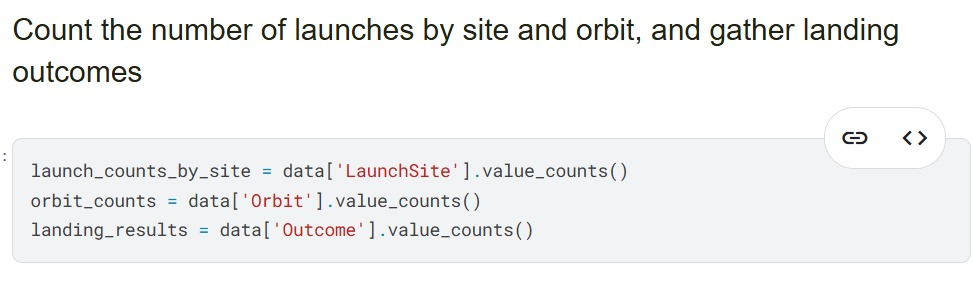 Count the number of launches by site and orbit, and gather landing
outcomes
:
launch_counts_by_site = data['LaunchSite'].value_counts()
orbit_counts = data['Orbit'].value_counts()
landing_results = data['Outcome'].value_counts()